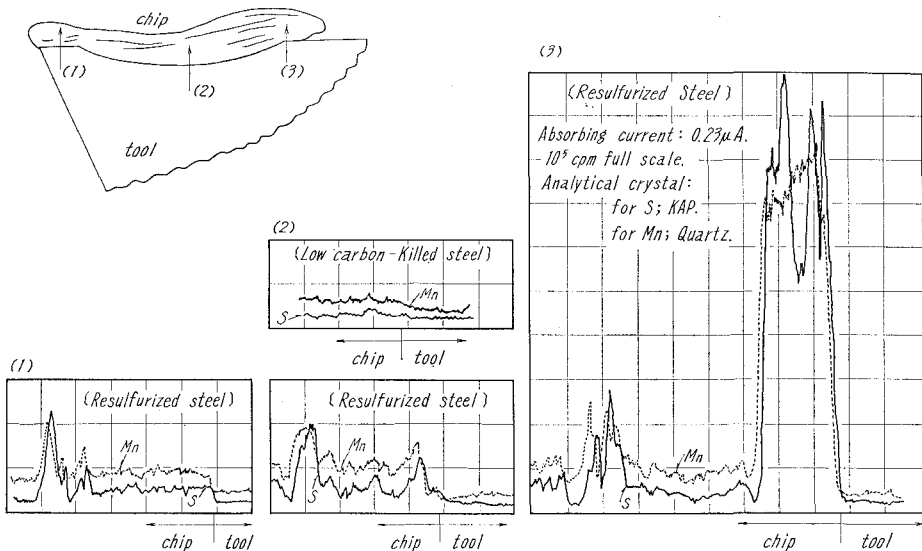 chip
(1)
(2)
(3)
tool
(3)
(Resulfurized Steel)
Absorbing current : 0.23μA.
10⁵ cpm full scale.
Analytical crystal:
for S; KAP.
for Mn; Quartz.
Mn
S
chip tool
(2)
(Low carbon-Killed steel)
Mn
S
chip tool
(1)
(Resulfurized steel)
Mn
S
chip tool
(Resulfurized steel)
Mn
S
chip tool